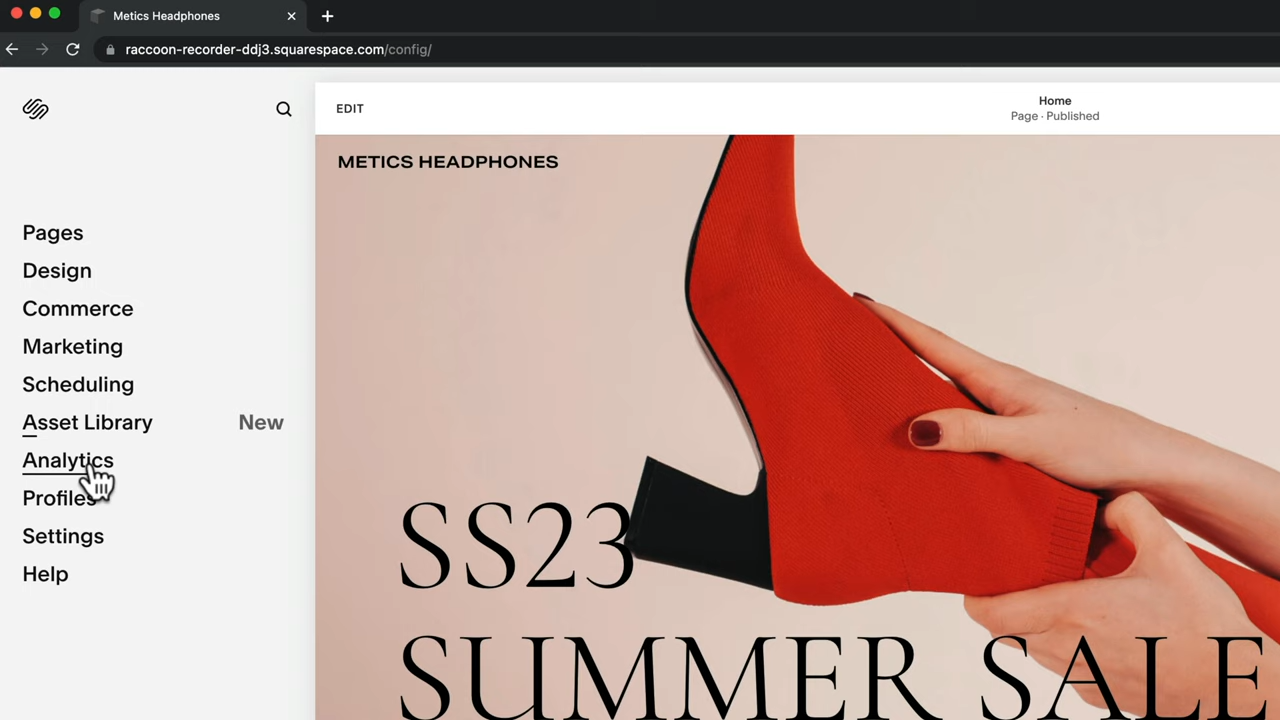 Metics Headphones
raccoon-recorder-ddj3.squarespace.com/config/
EDIT
Home
Page · Published
METICS HEADPHONES
Pages
Design
Commerce
Marketing
Scheduling
Asset Library New
Analytics
Profiles
Settings
Help
SS23
SUMMER SALE